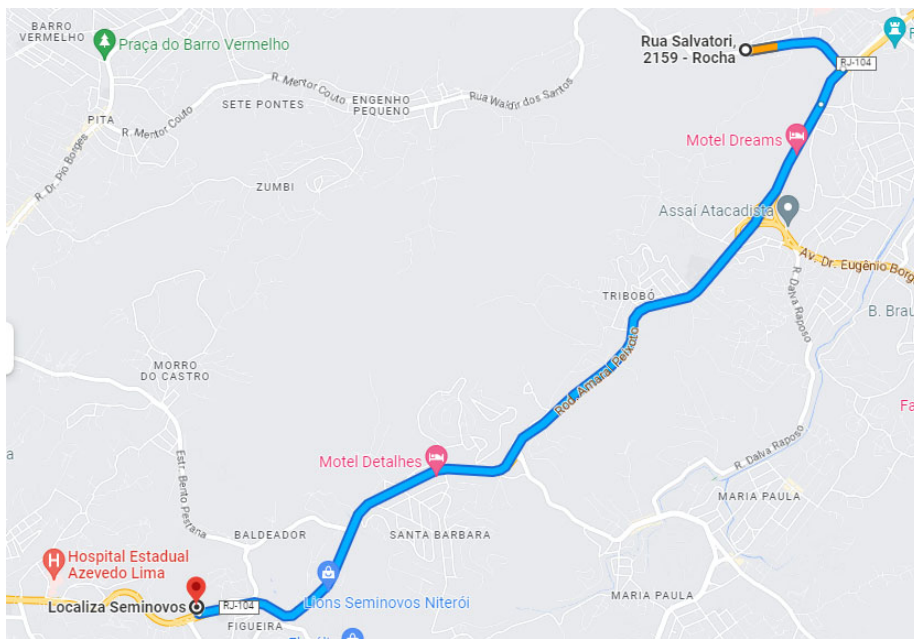 BARRO
VERMELHO
Praça do Barro Vermelho
Rua Salvatori,
2159 - Rocha
RJ-104
R. Mentor Couto
SETE PONTES
ENGENHO
PEQUENO
Rua Waldir dos Santos
PITA
R. Mentor Couto
R. Dr. Pio Borges
Motel Dreams
ZUMBI
Assaí Atacadista
Av. Dr. Eugênio Borg
TRIBOBÓ
R. Dalva Raposo
B. Brau
MORRO
DO CASTRO
Rod. Amaral Peixoto
Fa
Motel Detalhes
Estr. Bento Pestana
R. Dalva Raposo
MARIA PAULA
BALDEADOR
SANTA BARBARA
Hospital Estadual
Azevedo Lima
Localiza Seminovos
RJ-104
Lions Seminovos Niterói
MARIA PAULA
FIGUEIRA